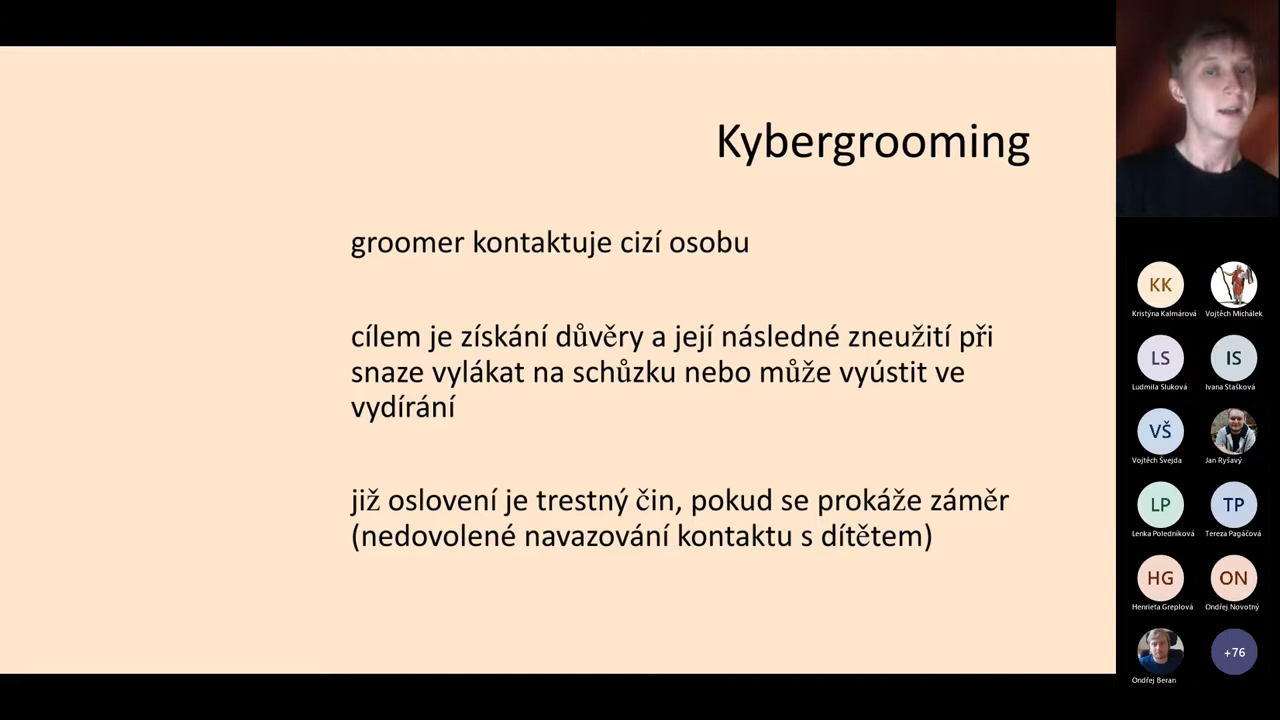 Kybergrooming
groomer kontaktuje cizí osobu
cílem je získání důvěry a její následné zneužití při
snaze vylákat na schůzku nebo může vyústit ve
vydírání
již oslovení je trestný čin, pokud se prokáže záměr
(nedovolené navazování kontaktu s dítětem)
KK
Kristýna Kalmárová
Vojtěch Michálek
LS
Ludmila Sluková
IS
Ivana Stašková
VŠ
Vojtěch Švejda
Jan Ryšavý
LP
Lenka Poledníková
TP
Tereza Pagáčová
HG
Henrieta Greplová
ON
Ondřej Novotný
Ondřej Beran
+76